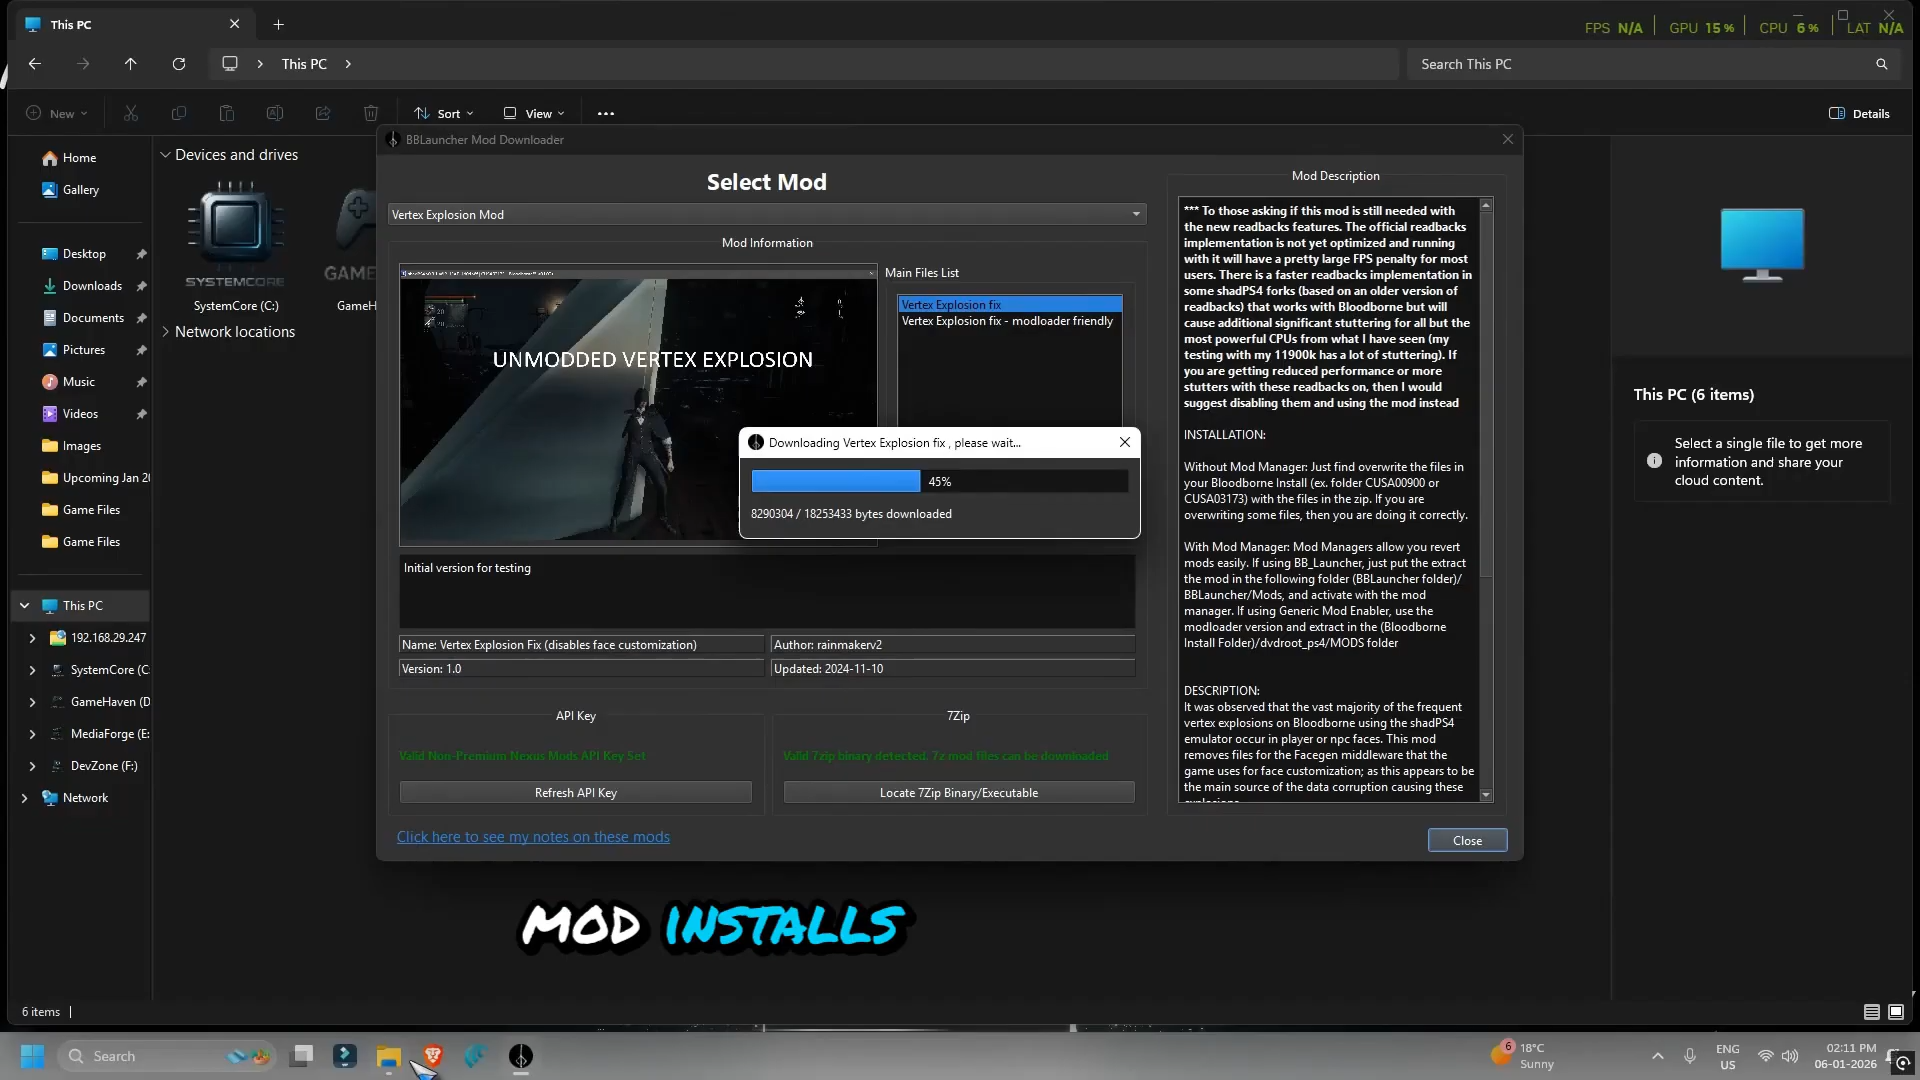 This PC
FPS N/A GPU 15 % CPU 6 % LAT N/A
This PC
Search This PC
New
Sort
View
Details
Home
Gallery
Desktop
Downloads
Documents
Pictures
Music
Videos
Images
Upcoming Jan 20
Game Files
Game Files
This PC
192.168.29.247
SystemCore (C:
GameHaven (D
MediaForge (E:
DevZone (F:)
Network
Devices and drives
SYSTEMCORE
SystemCore (C:)
GAME
GameH
Network locations
BBLauncher Mod Downloader
Select Mod
Vertex Explosion Mod
Mod Information
UNMODDED VERTEX EXPLOSION
Main Files List
Vertex Explosion fix
Vertex Explosion fix - modloader friendly
Downloading Vertex Explosion fix , please wait...
45%
8290304 / 18253433 bytes downloaded
Initial version for testing
Name: Vertex Explosion Fix (disables face customization)
Author: rainmakerv2
Version: 1.0
Updated: 2024-11-10
API Key
Valid Non-Premium Nexus Mods API Key Set
Refresh API Key
7Zip
Valid 7zip binary detected. 7z mod files can be downloaded
Locate 7Zip Binary/Executable
Click here to see my notes on these mods
Mod Description
*** To those asking if this mod is still needed with
the new readbacks features. The official readbacks
implementation is not yet optimized and running
with it will have a pretty large FPS penalty for most
users. There is a faster readbacks implementation in
some shadPS4 forks (based on an older version of
readbacks) that works with Bloodborne but will
cause additional significant stuttering for all but the
most powerful CPUs from what I have seen (my
testing with my 11900k has a lot of stuttering). If
you are getting reduced performance or more
stutters with these readbacks on, then I would
suggest disabling them and using the mod instead
INSTALLATION:
Without Mod Manager: Just find overwrite the files in
your Bloodborne Install (ex. folder CUSA00900 or
CUSA03173) with the files in the zip. If you are
overwriting some files, then you are doing it correctly.
With Mod Manager: Mod Managers allow you revert
mods easily. If using BB_Launcher, just put the extract
the mod in the following folder (BBLauncher folder)/
BBLauncher/Mods, and activate with the mod
manager. If using Generic Mod Enabler, use the
modloader version and extract in the (Bloodborne
Install Folder)/dvdroot_ps4/MODS folder
DESCRIPTION:
It was observed that the vast majority of the frequent
vertex explosions on Bloodborne using the shadPS4
emulator occur in player or npc faces. This mod
removes files for the Facegen middleware that the
game uses for face customization; as this appears to be
the main source of the data corruption causing these
explosions
Close
This PC (6 items)
Select a single file to get more
information and share your
cloud content.
MOD INSTALLS
6 items
Search
6
18°C
Sunny
ENG
US
02:11 PM
06-01-2026